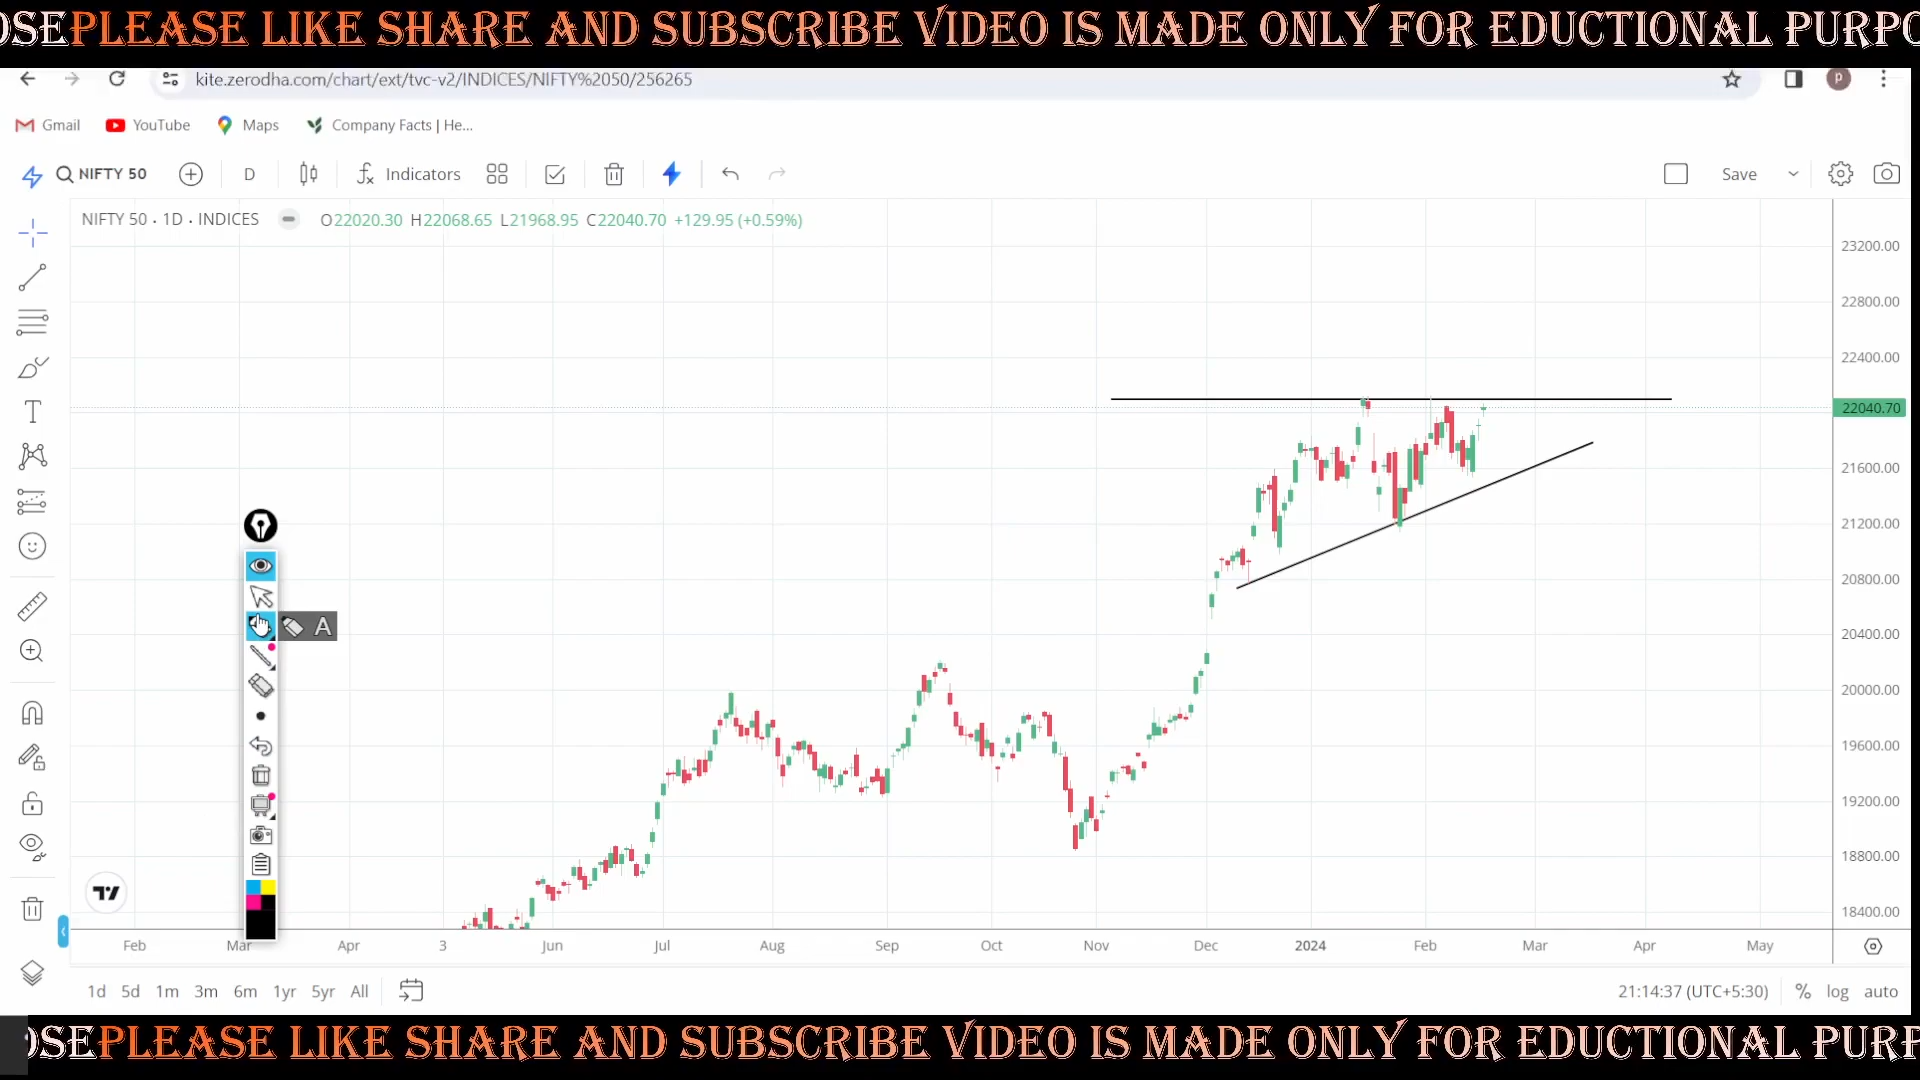 OSEPLEASE LIKE SHARE AND SUBSCRIBE VIDEO IS MADE ONLY FOR EDUCTIONAL PURPO
kite.zerodha.com/chart/ext/tvc-v2/INDICES/NIFTY%2050/256265
P
Gmail YouTube Maps Company Facts | He...
NIFTY 50 D Indicators Save
NIFTY 50 · 1D · INDICES O22020.30 H22068.65 L21968.95 C22040.70 +129.95 (+0.59%)
23200.00
22800.00
22400.00
22040.70
21600.00
21200.00
20800.00
A
20400.00
20000.00
19600.00
19200.00
18800.00
18400.00
Feb Mar Apr 3 Jun Jul Aug Sep Oct Nov Dec 2024 Feb Mar Apr May
1d 5d 1m 3m 6m 1yr 5yr All 21:14:37 (UTC+5:30) % log auto
OSEPLEASE LIKE SHARE AND SUBSCRIBE VIDEO IS MADE ONLY FOR EDUCTIONAL PURP